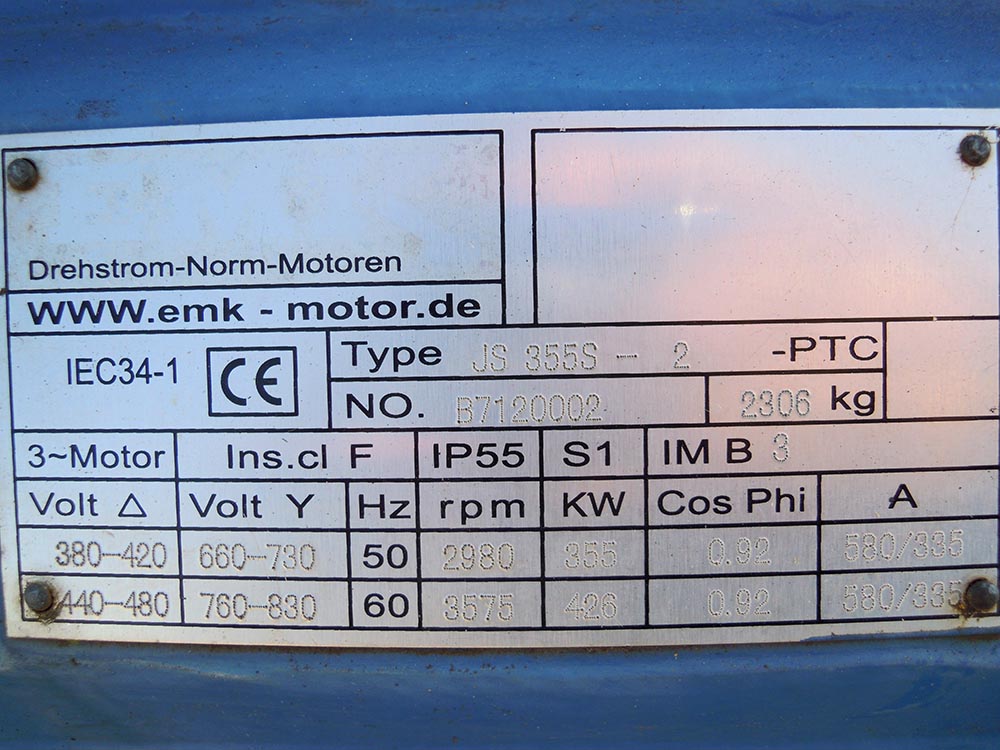 Drehstrom-Norm-Motoren
WWW.emk - motor.de
IEC34-1 CE Type JS 355S - 2 -PTC
NO. B7120002 2306 kg
3~Motor Ins.cl F IP55 S1 IM B 3
Volt Δ Volt Y Hz rpm KW Cos Phi A
380-420 660-730 50 2980 355 0.92 580/335
440-480 760-830 60 3575 426 0.92 580/335